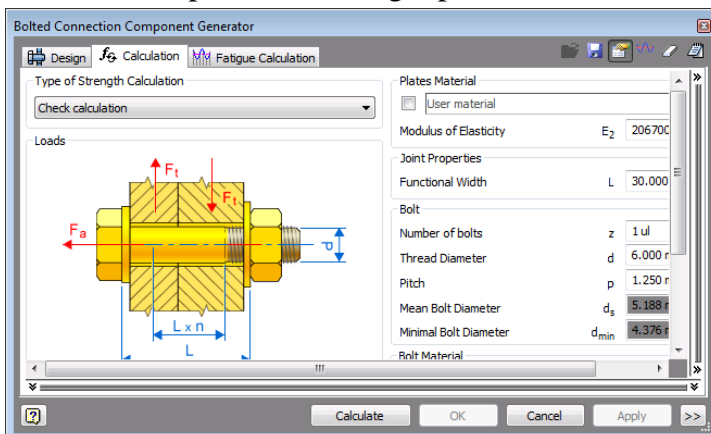 Bolted Connection Component Generator
Design
Calculation
Fatigue Calculation
Type of Strength Calculation
Check calculation
Loads
Ft
Ft
Fa
d
L x n
L
Plates Material
User material
Modulus of Elasticity E2 206700
Joint Properties
Functional Width L 30.000
Bolt
Number of bolts z 1 ul
Thread Diameter d 6.000
Pitch p 1.250
Mean Bolt Diameter ds 5.188
Minimal Bolt Diameter dmin 4.376
Bolt Material
Calculate
OK
Cancel
Apply
>>